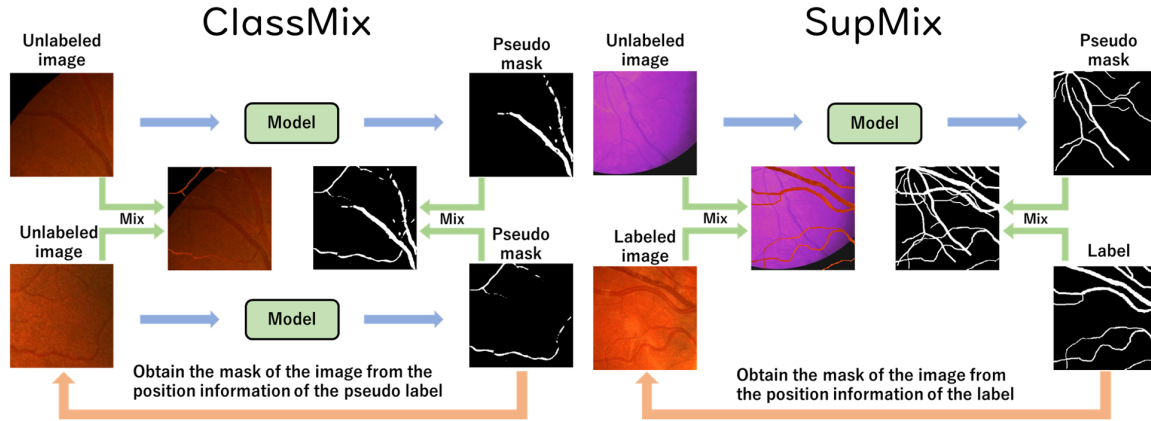 ClassMix
Unlabeled
image
Pseudo
mask
Model
Mix
Mix
Unlabeled
image
Pseudo
mask
Model
Obtain the mask of the image from the
position information of the pseudo label
SupMix
Unlabeled
image
Pseudo
mask
Model
Mix
Mix
Labeled
image
Label
Obtain the mask of the image from
the position information of the label